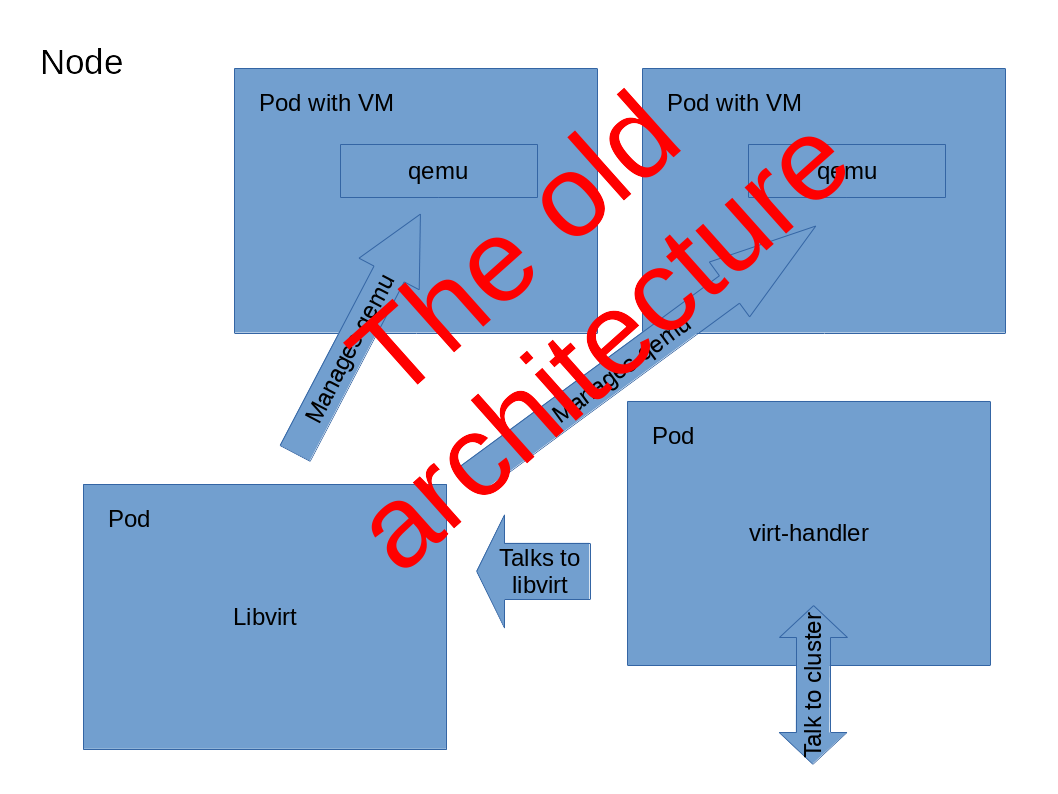 Node
Pod with VM
qemu
Pod with VM
qemu
Manages qemu
Manages qemu
The old
architecture
Pod
Libvirt
Talks to
libvirt
Pod
virt-handler
Talk to cluster